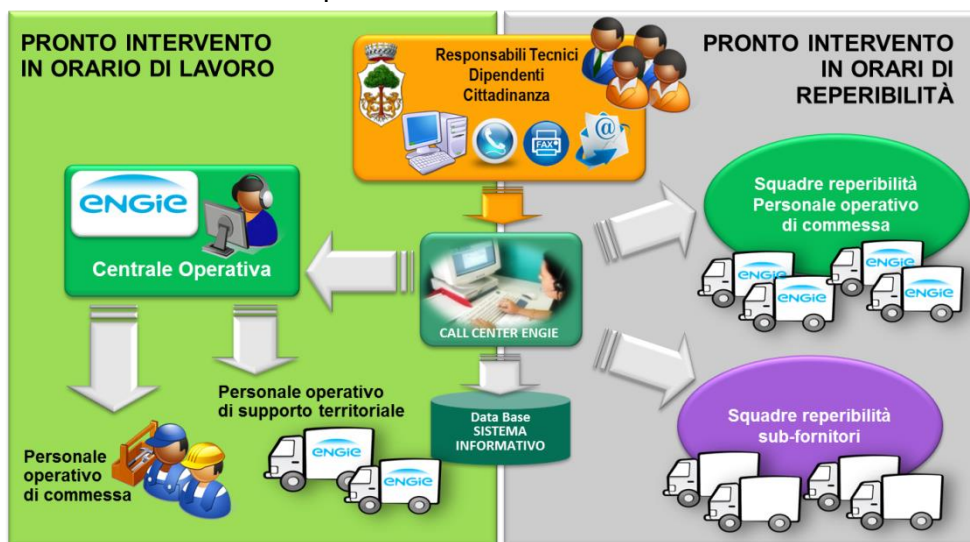 PRONTO INTERVENTO
IN ORARIO DI LAVORO
Responsabili Tecnici
Dipendenti
Cittadinanza
FAX
@
PRONTO INTERVENTO
IN ORARI DI
REPERIBILITÀ
ENGIE
Centrale Operativa
CALL CENTER ENGIE
Squadre reperibilità
Personale operativo
di commessa
ENGIE
ENGIE
ENGIE
ENGIE
Personale operativo
di supporto territoriale
ENGIE
ENGIE
Personale
operativo
di commessa
Data Base
SISTEMA
INFORMATIVO
Squadre reperibilità
sub-fornitori